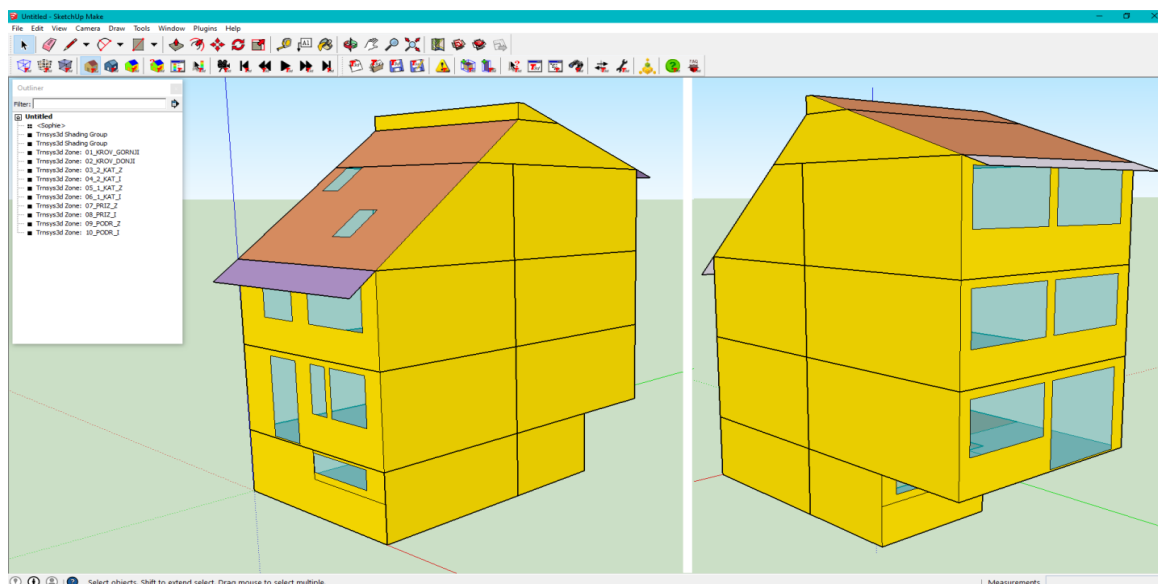 Untitled - SketchUp Make
File Edit View Camera Draw Tools Window Plugins Help
Outliner
Filter:
Untitled
<Sophie>
Trnsys3d Shading Group
Trnsys3d Shading Group
Trnsys3d Zone: 01_KROV_GORNJI
Trnsys3d Zone: 02_KROV_DONJI
Trnsys3d Zone: 03_2_KAT_Z
Trnsys3d Zone: 04_2_KAT_I
Trnsys3d Zone: 05_1_KAT_Z
Trnsys3d Zone: 06_1_KAT_I
Trnsys3d Zone: 07_PRIZ_Z
Trnsys3d Zone: 08_PRIZ_I
Trnsys3d Zone: 09_PODR_Z
Trnsys3d Zone: 10_PODR_I
Select objects. Shift to extend select. Drag mouse to select multiple. Measurements